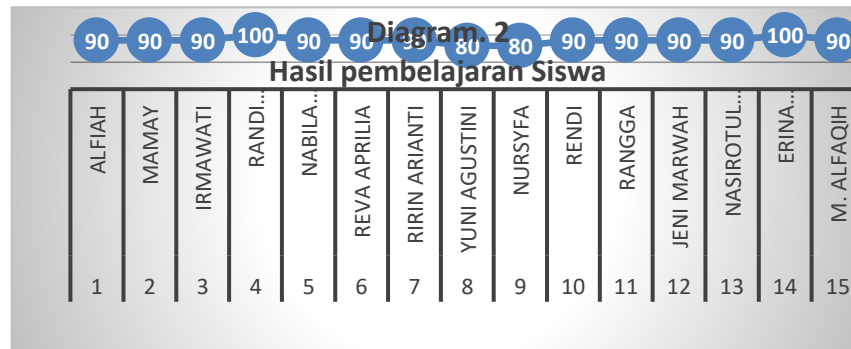 Diagram. 2
Hasil pembelajaran Siswa
90 90 90 100 90 90 90 80 80 90 90 90 90 100 90
ALFIAH
MAMAY
IRMAWATI
RANDI...
NABILA...
REVA APRILIA
RIRIN ARIANTI
YUNI AGUSTINI
NURSYFA
RENDI
RANGGA
JENI MARWAH
NASIROTUL...
ERINA...
M. ALFAQIH
1 2 3 4 5 6 7 8 9 10 11 12 13 14 15